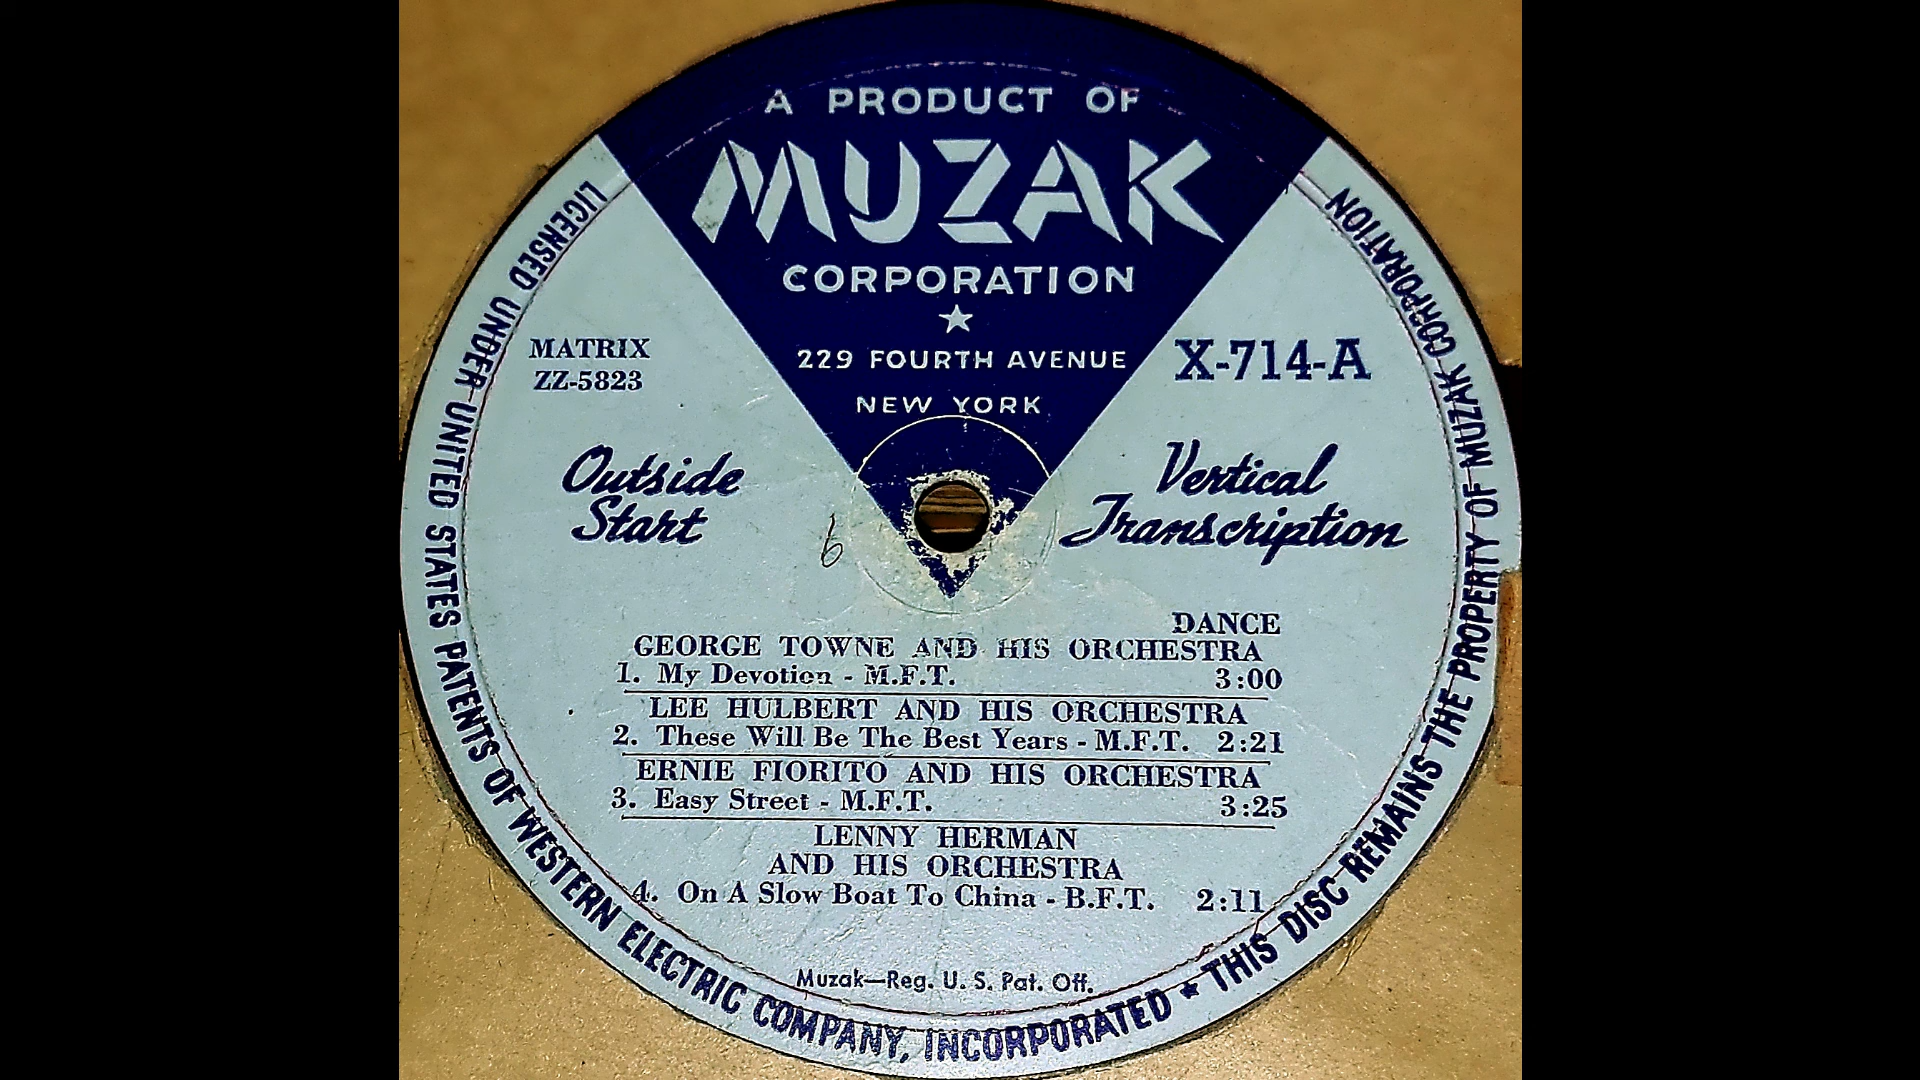 A PRODUCT OF
MUZAK
CORPORATION
229 FOURTH AVENUE
NEW YORK
MATRIX
ZZ-5823
X-714-A
Outside
Start
Vertical
Transcription
6
DANCE
GEORGE TOWNE AND HIS ORCHESTRA
1. My Devotion - M.F.T. 3:00
LEE HULBERT AND HIS ORCHESTRA
2. These Will Be The Best Years - M.F.T. 2:21
ERNIE FIORITO AND HIS ORCHESTRA
3. Easy Street - M.F.T. 3:25
LENNY HERMAN
AND HIS ORCHESTRA
4. On A Slow Boat To China - B.F.T. 2:11
Muzak—Reg. U. S. Pat. Off.
LICENSED UNDER UNITED STATES PATENTS OF WESTERN ELECTRIC COMPANY, INCORPORATED ★ THIS DISC REMAINS THE PROPERTY OF MUZAK CORPORATION